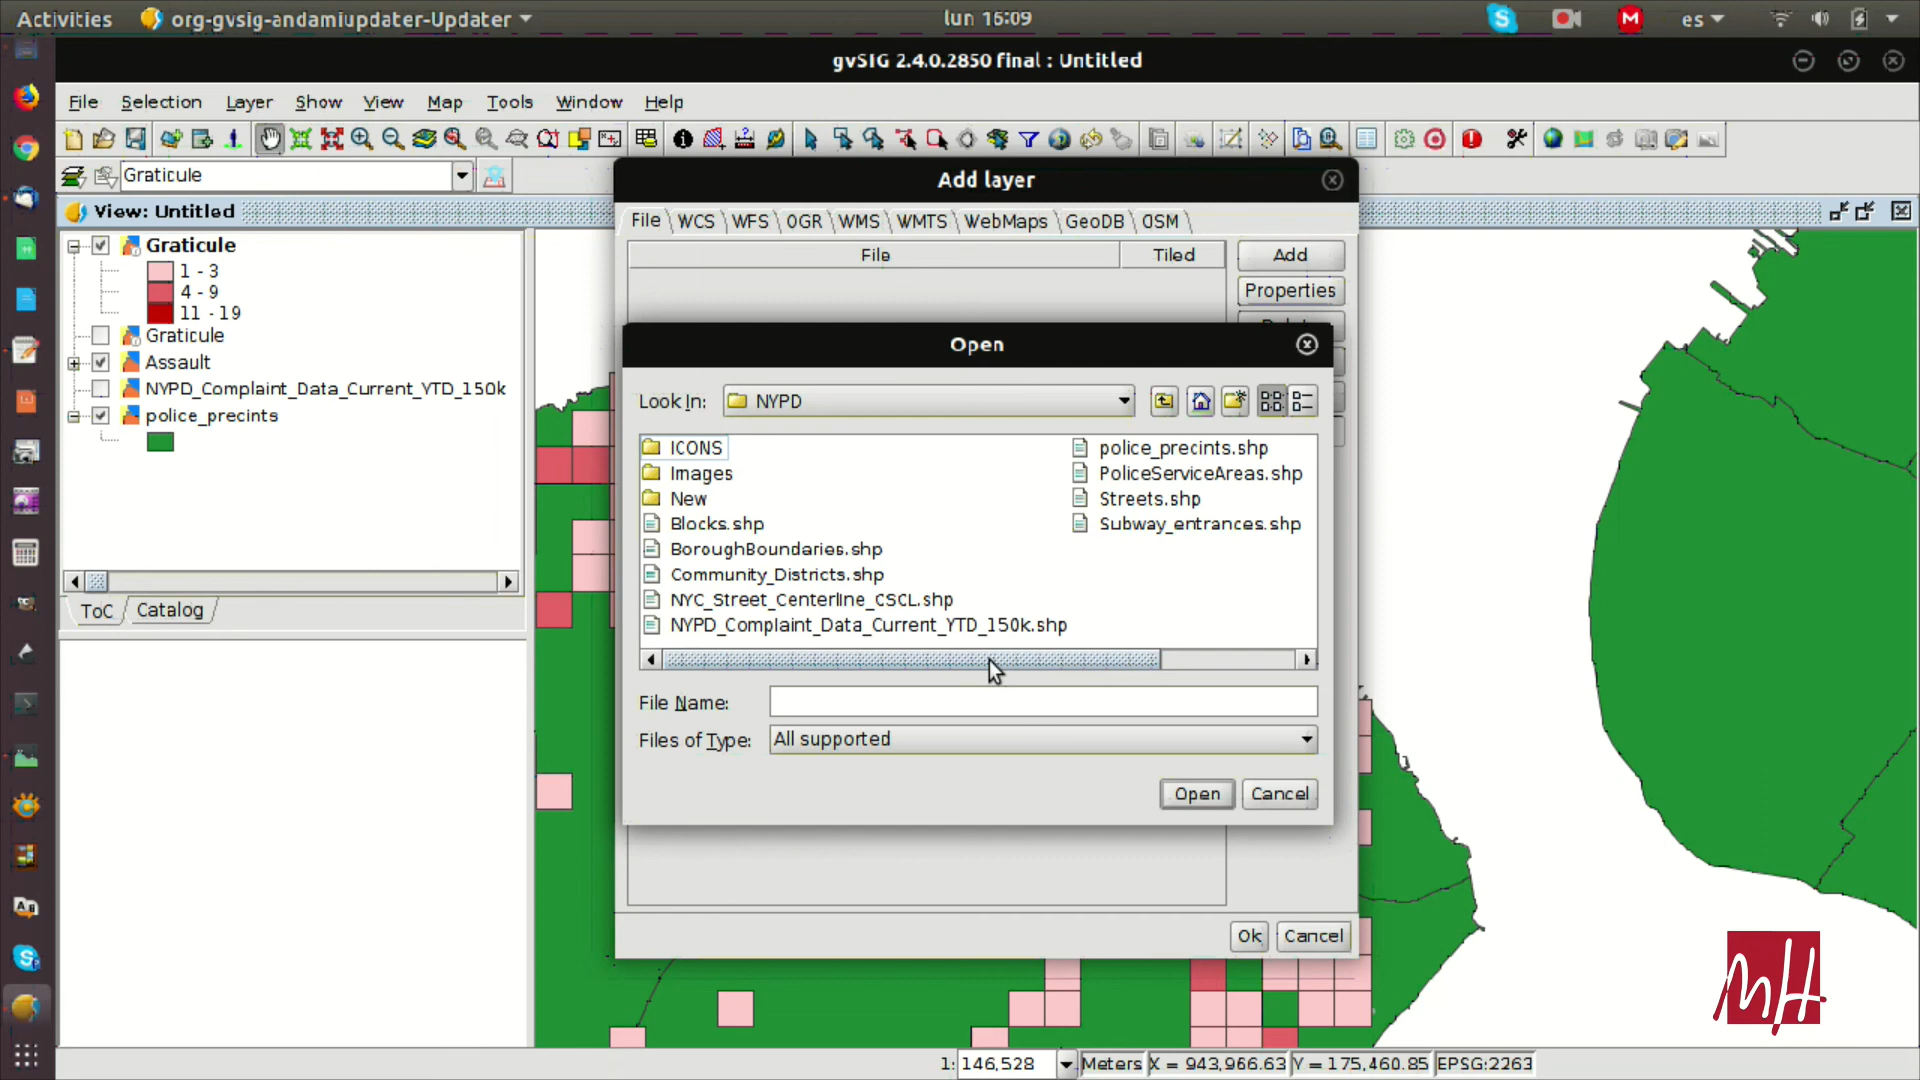 Activities org-gvsig-andamiupdater-Updater lun 16:09 es
gvSIG 2.4.0.2850 final : Untitled
File Selection Layer Show View Map Tools Window Help
Graticule
View: Untitled
Graticule
1 - 3
4 - 9
11 - 19
Graticule
Assault
NYPD_Complaint_Data_Current_YTD_150k
police_precints
ToC Catalog
Add layer
File WCS WFS OGR WMS WMTS WebMaps GeoDB OSM
File Tiled Add
Properties
Open
Look In: NYPD
ICONS
Images
New
Blocks.shp
BoroughBoundaries.shp
Community_Districts.shp
NYC_Street_Centerline_CSCL.shp
NYPD_Complaint_Data_Current_YTD_150k.shp
police_precints.shp
PoliceServiceAreas.shp
Streets.shp
Subway_entrances.shp
File Name:
Files of Type: All supported
Open Cancel
Ok Cancel
MH
1: 146,528 Meters X = 943,966.63 Y = 175,460.85 EPSG:2263